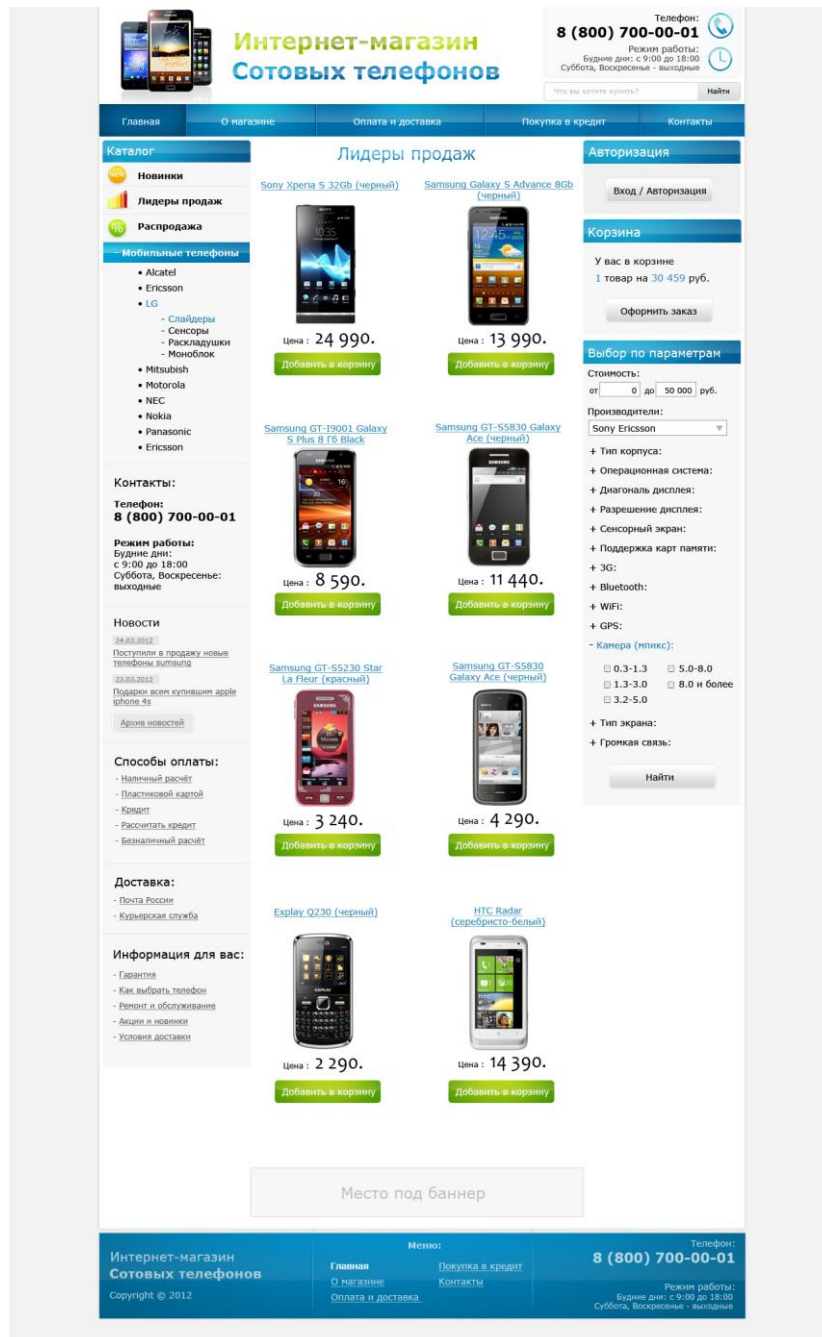 Интернет-магазин
Сотовых телефонов
Телефон:
8 (800) 700-00-01
Режим работы:
Будние дни: с 9:00 до 18:00
Суббота, Воскресенье - выходные
Что вы хотите купить?
Найти
Главная
О магазине
Оплата и доставка
Покупка в кредит
Контакты
Каталог
Новинки
Лидеры продаж
Распродажа
- Мобильные телефоны
• Alcatel
• Ericsson
• LG
- Слайдеры
- Сенсоры
- Раскладушки
- Моноблок
• Mitsubish
• Motorola
• NEC
• Nokia
• Panasonic
• Ericsson
Контакты:
Телефон:
8 (800) 700-00-01
Режим работы:
Будние дни:
с 9:00 до 18:00
Суббота, Воскресенье:
выходные
Новости
24.03.2012
Поступили в продажу новые
телефоны sumsung
23.03.2012
Подарки всем купившим apple
iphone 4s
Архив новостей
Способы оплаты:
- Наличный расчёт
- Пластиковой картой
- Кредит
- Рассчитать кредит
- Безналичный расчёт
Доставка:
- Почта России
- Курьерская служба
Информация для вас:
- Гарантия
- Как выбрать телефон
- Ремонт и обслуживание
- Акции и новинки
- Условия доставки
Лидеры продаж
Sony Xperia S 32Gb (черный)
Цена : 24 990.
Добавить в корзину
Samsung Galaxy S Advance 8Gb
(черный)
Цена : 13 990.
Добавить в корзину
Samsung GT-I9001 Galaxy
S Plus 8 Гб Black
Цена : 8 590.
Добавить в корзину
Samsung GT-S5830 Galaxy
Ace (черный)
Цена : 11 440.
Добавить в корзину
Samsung GT-S5230 Star
La Fleur (красный)
Цена : 3 240.
Добавить в корзину
Samsung GT-S5830
Galaxy Ace (черный)
Цена : 4 290.
Добавить в корзину
Explay Q230 (черный)
Цена : 2 290.
Добавить в корзину
HTC Radar
(серебристо-белый)
Цена : 14 390.
Добавить в корзину
Место под баннер
Авторизация
Вход / Авторизация
Корзина
У вас в корзине
1 товар на 30 459 руб.
Оформить заказ
Выбор по параметрам
Стоимость:
от 0 до 50 000 руб.
Производители:
Sony Ericsson
+ Тип корпуса:
+ Операционная система:
+ Диагональ дисплея:
+ Разрешение дисплея:
+ Сенсорный экран:
+ Поддержка карт памяти:
+ 3G:
+ Bluetooth:
+ WiFi:
+ GPS:
- Камера (мпикс):
0.3-1.3 5.0-8.0
1.3-3.0 8.0 и более
3.2-5.0
+ Тип экрана:
+ Громкая связь:
Найти
Интернет-магазин
Сотовых телефонов
Copyright © 2012
Меню:
Главная
О магазине
Оплата и доставка
Покупка в кредит
Контакты
Телефон:
8 (800) 700-00-01
Режим работы:
Будние дни: с 9:00 до 18:00
Суббота, Воскресенье - выходные